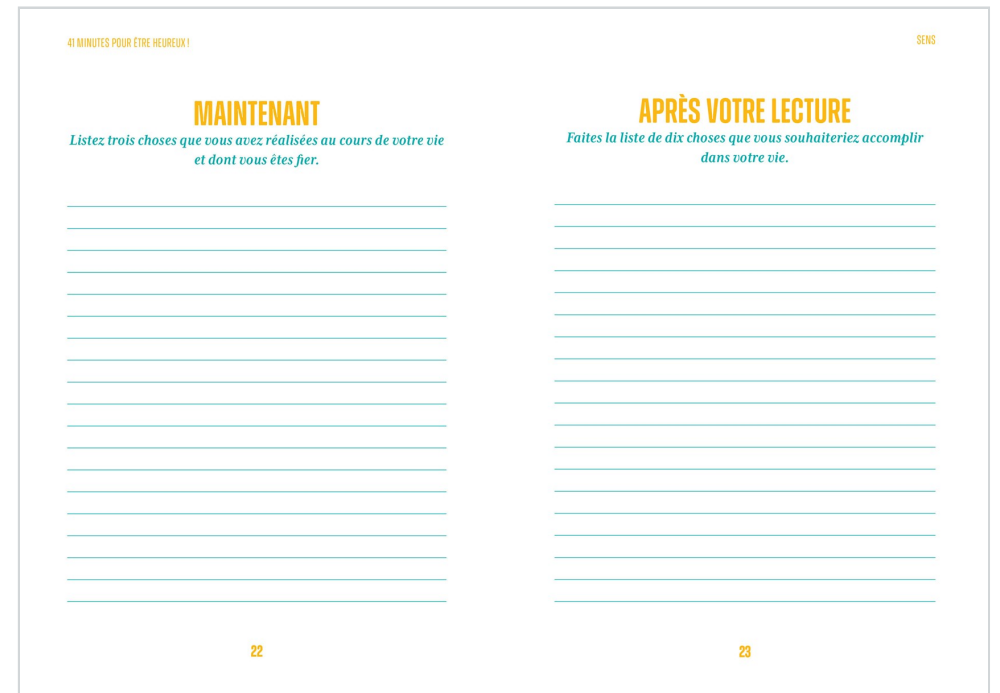 41 MINUTES POUR ÊTRE HEUREUX !
MAINTENANT
Listez trois choses que vous avez réalisées au cours de votre vie
et dont vous êtes fier.
22
SENS
APRÈS VOTRE LECTURE
Faites la liste de dix choses que vous souhaiteriez accomplir
dans votre vie.
23